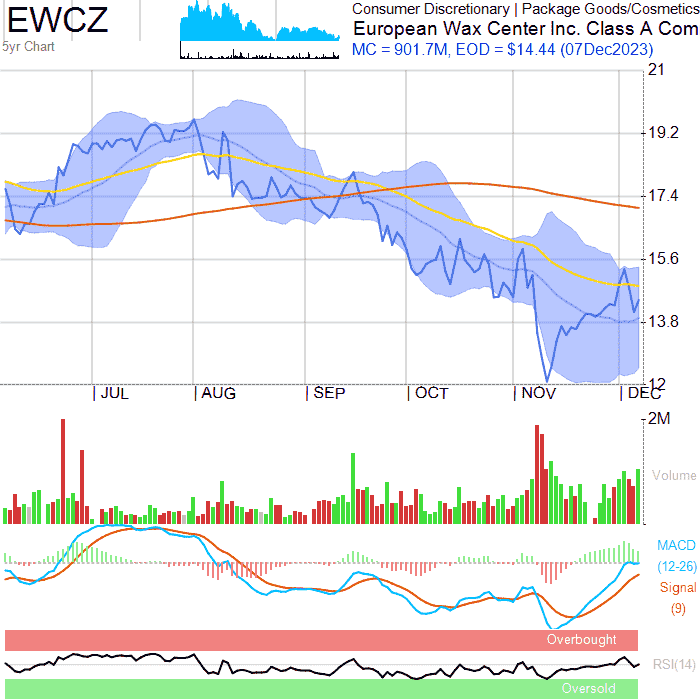 EWCZ
5yr Chart
Consumer Discretionary | Package Goods/Cosmetics
European Wax Center Inc. Class A Com
MC = 901.7M, EOD = $14.44 (07Dec2023)
21
19.2
17.4
15.6
13.8
12
JUL AUG SEP OCT NOV DEC
2M
Volume
MACD
(12-26)
Signal
(9)
Overbought
RSI(14)
Oversold